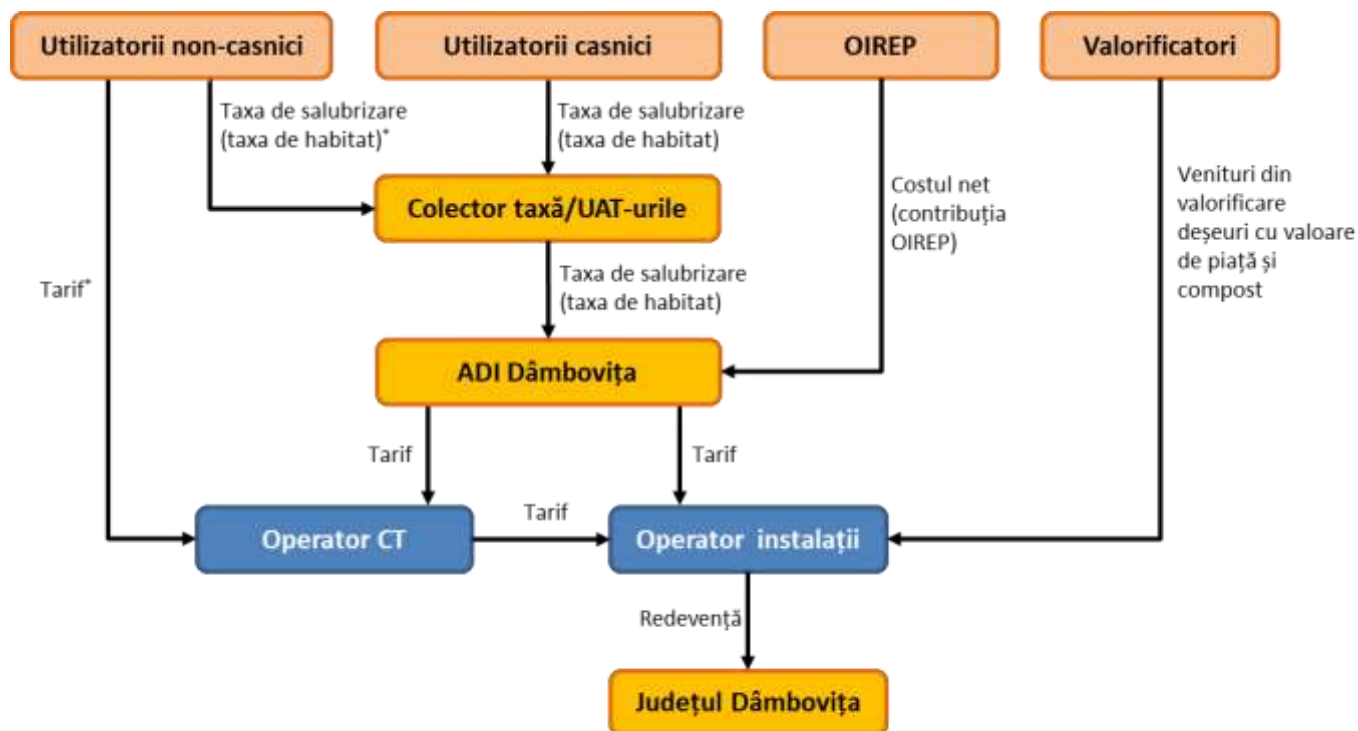 Utilizatorii non-casnici
Utilizatorii casnici
OIREP
Valorificatori
Taxa de salubrizare
(taxa de habitat)*
Taxa de salubrizare
(taxa de habitat)
Costul net
(contribuția
OIREP)
Venituri din
valorificare
deșeuri cu valoare
de piață și
compost
Colector taxă/UAT-urile
Tarif*
Taxa de salubrizare
(taxa de habitat)
ADI Dâmbovița
Tarif
Tarif
Operator CT
Tarif
Operator instalații
Redevență
Județul Dâmbovița